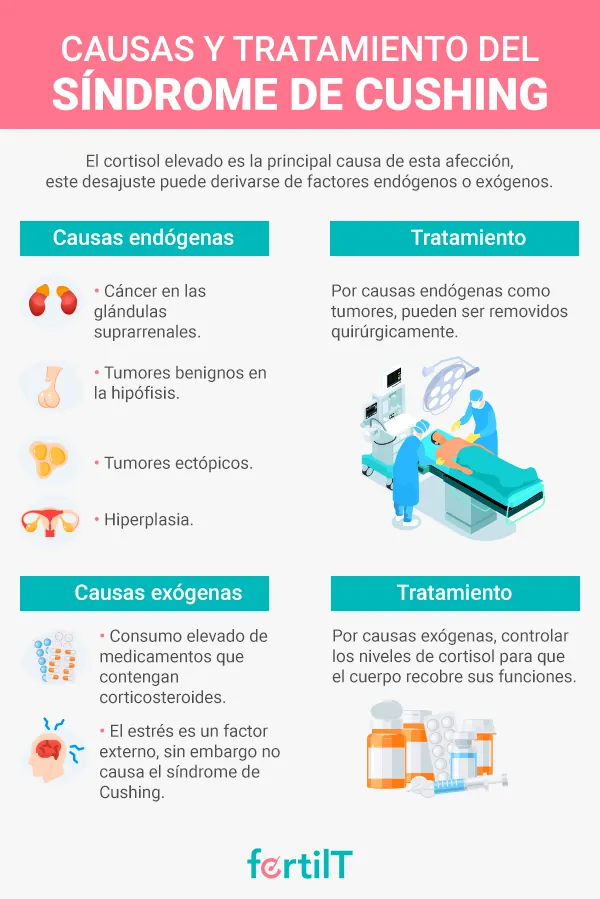 CAUSAS Y TRATAMIENTO DEL
SÍNDROME DE CUSHING
El cortisol elevado es la principal causa de esta afección,
este desajuste puede derivarse de factores endógenos o exógenos.
Causas endógenas
• Cáncer en las
glándulas
suprarrenales.
• Tumores benignos en
la hipófisis.
• Tumores ectópicos.
• Hiperplasia.
Tratamiento
Por causas endógenas como
tumores, pueden ser removidos
quirúrgicamente.
Causas exógenas
• Consumo elevado de
medicamentos que
contengan
corticosteroides.
• El estrés es un factor
externo, sin embargo no
causa el síndrome de
Cushing.
Tratamiento
Por causas exógenas, controlar
los niveles de cortisol para que
el cuerpo recobre sus funciones.
fertilT